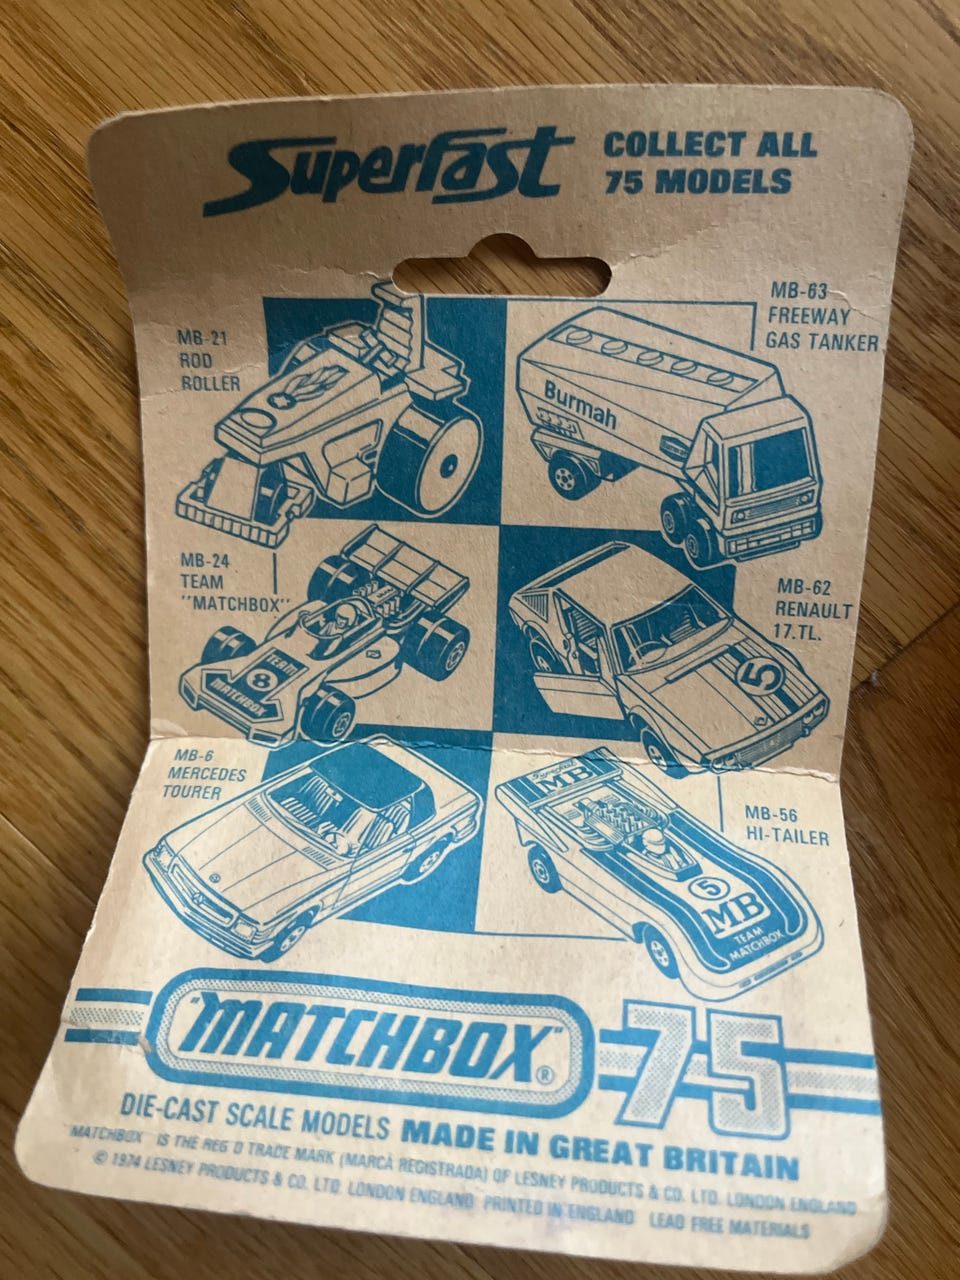 Superfast
COLLECT ALL
75 MODELS
MB-21
ROD
ROLLER
MB-63
FREEWAY
GAS TANKER
Burmah
MB-24
TEAM
"MATCHBOX"
TEAM
8
MATCHBOX
MB-62
RENAULT
17.TL.
5
MB-6
MERCEDES
TOURER
Superfast
MB
5
MB
TEAM
MATCHBOX
MB-56
HI-TAILER
"MATCHBOX"® 75
DIE-CAST SCALE MODELS MADE IN GREAT BRITAIN
MATCHBOX IS THE REG'D TRADE MARK (MARCA REGISTRADA) OF LESNEY PRODUCTS & CO. LTD. LONDON ENGLAND
© 1974 LESNEY PRODUCTS & CO. LTD. LONDON ENGLAND PRINTED IN ENGLAND LEAD FREE MATERIALS